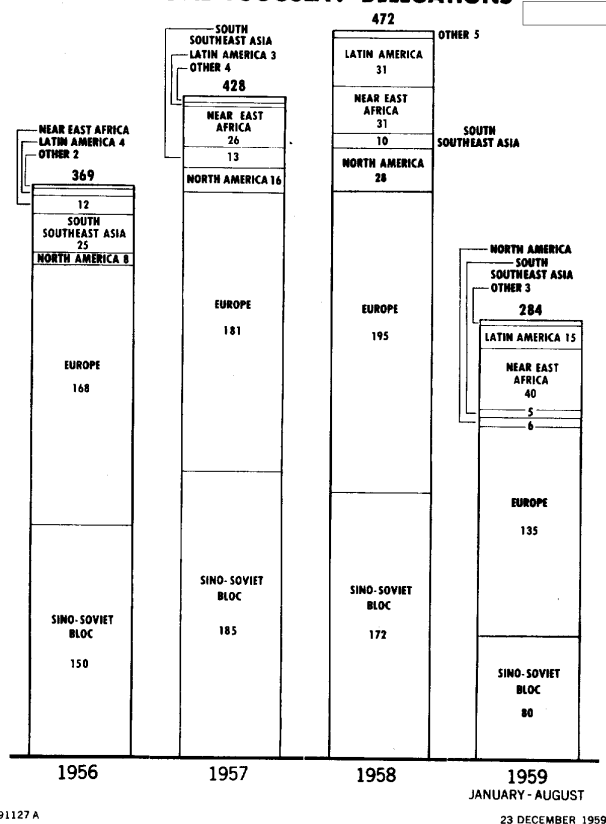 DELEGATIONS
NEAR EAST AFRICA
LATIN AMERICA 4
OTHER 2
369
12
SOUTH
SOUTHEAST ASIA
25
NORTH AMERICA 8
EUROPE
168
SINO-SOVIET
BLOC
150
1956
SOUTH
SOUTHEAST ASIA
LATIN AMERICA 3
OTHER 4
428
NEAR EAST
AFRICA
26
13
NORTH AMERICA 16
EUROPE
181
SINO-SOVIET
BLOC
185
1957
472
OTHER 5
LATIN AMERICA
31
NEAR EAST
AFRICA
31
10
SOUTH
SOUTHEAST ASIA
NORTH AMERICA
28
EUROPE
195
SINO-SOVIET
BLOC
172
1958
NORTH AMERICA
SOUTH
SOUTHEAST ASIA
OTHER 3
284
LATIN AMERICA 15
NEAR EAST
AFRICA
40
5
6
EUROPE
135
SINO-SOVIET
BLOC
80
1959
JANUARY - AUGUST
91127 A
23 DECEMBER 1959